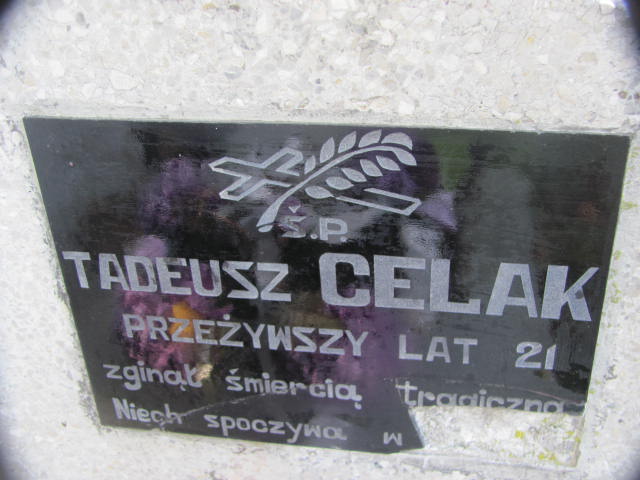 Ś.P.
TADEUSZ CELAK
PRZEŻYWSZY LAT 21
zginął śmiercią tragiczną
Niech spoczywa w